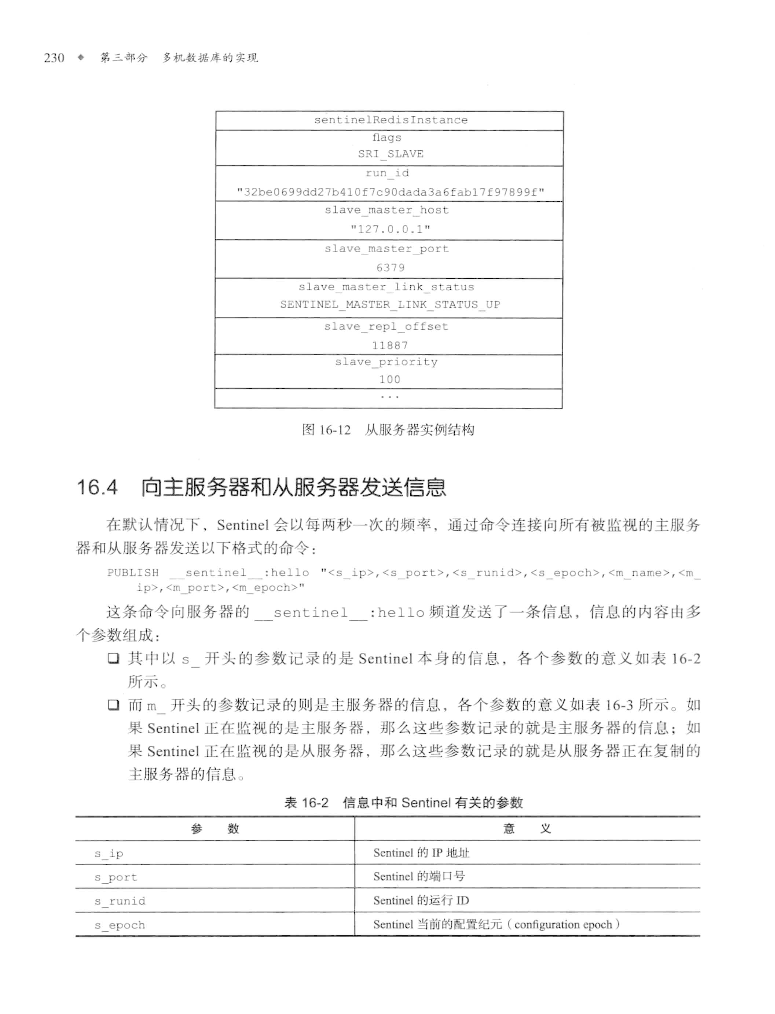 230 ◆ 第三部分 多机数据库的实现
sentinelRedisInstance
flags
SRI_SLAVE
run_id
"32be0699dd27b410f7c90dada3a6fab17f97899f"
slave_master_host
"127.0.0.1"
slave_master_port
6379
slave_master_link_status
SENTINEL_MASTER_LINK_STATUS_UP
slave_repl_offset
11887
slave_priority
100
...
图 16-12 从服务器实例结构
16.4 向主服务器和从服务器发送信息
在默认情况下，Sentinel 会以每两秒一次的频率，通过命令连接向所有被监视的主服务
器和从服务器发送以下格式的命令：
PUBLISH __sentinel__:hello "<s_ip>,<s_port>,<s_runid>,<s_epoch>,<m_name>,<m_
ip>,<m_port>,<m_epoch>"
这条命令向服务器的 __sentinel__:hello 频道发送了一条信息，信息的内容由多
个参数组成：
❑ 其中以 s_ 开头的参数记录的是 Sentinel 本身的信息，各个参数的意义如表 16-2
所示。
❑ 而 m_ 开头的参数记录的则是主服务器的信息，各个参数的意义如表 16-3 所示。如
果 Sentinel 正在监视的是主服务器，那么这些参数记录的就是主服务器的信息；如
果 Sentinel 正在监视的是从服务器，那么这些参数记录的就是从服务器正在复制的
主服务器的信息。
表 16-2 信息中和 Sentinel 有关的参数
参 数 意 义
s_ip Sentinel 的 IP 地址
s_port Sentinel 的端口号
s_runid Sentinel 的运行 ID
s_epoch Sentinel 当前的配置纪元（configuration epoch）